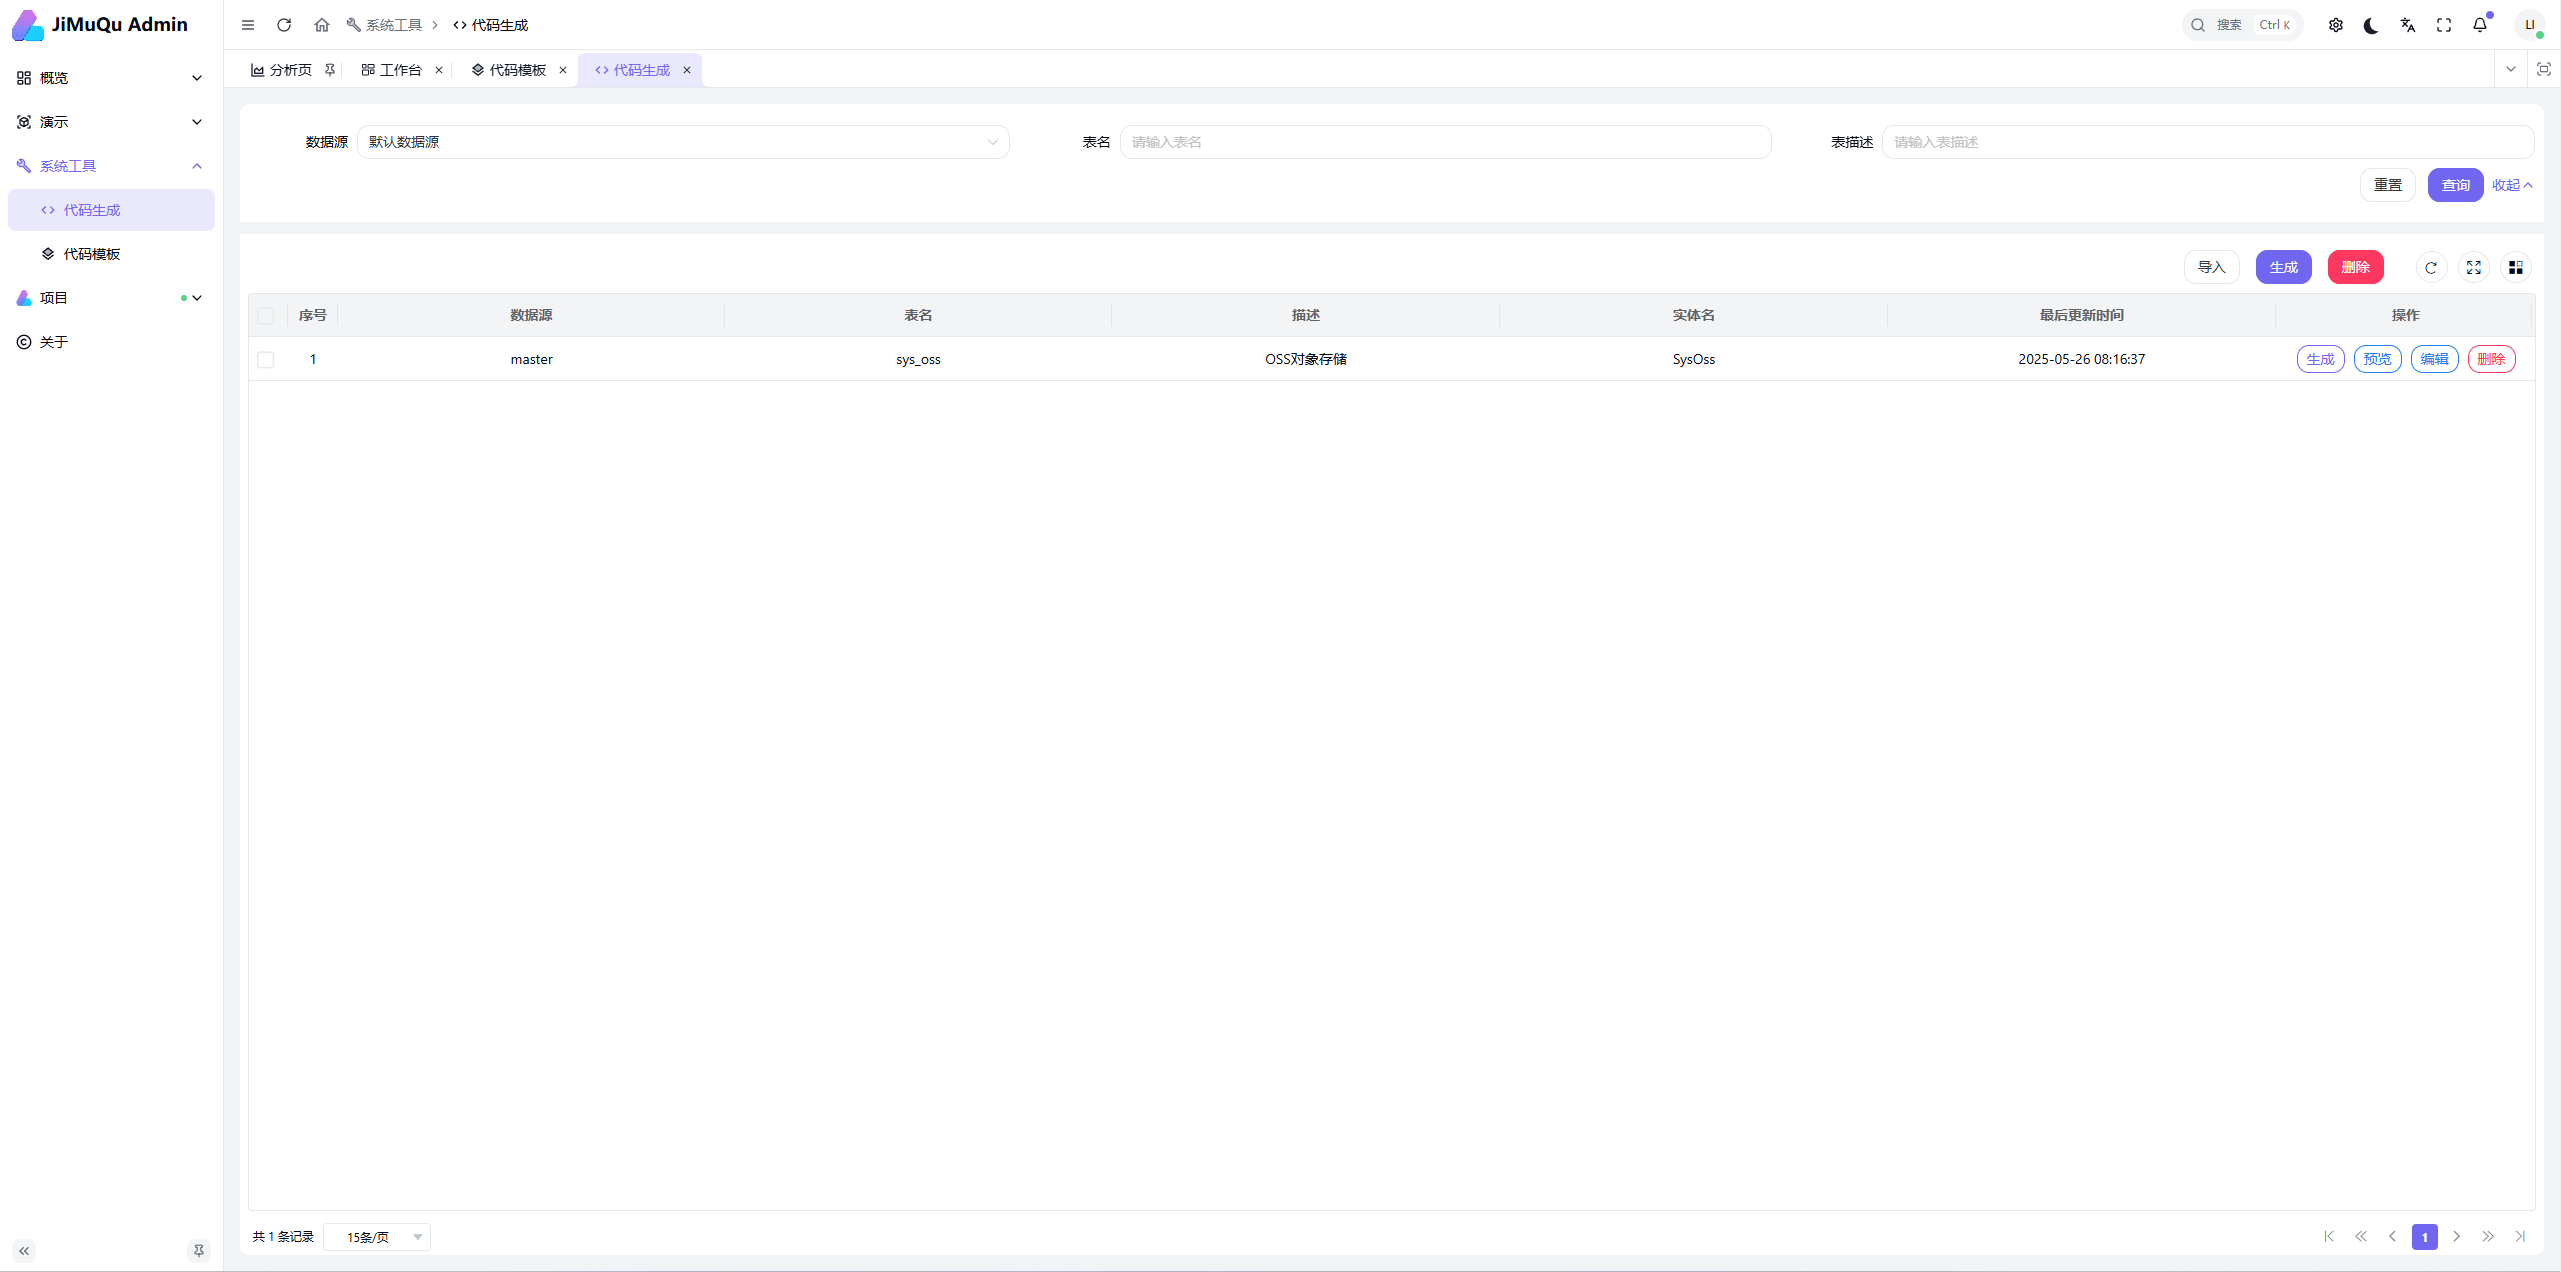 JiMuQu Admin
概览
演示
系统工具
代码生成
代码模板
项目
关于
系统工具 代码生成
搜索 Ctrl K
LI
分析页 工作台 代码模板 代码生成
数据源 默认数据源 表名 请输入表名 表描述 请输入表描述
重置 查询 收起
导入 生成 删除
序号 数据源 表名 描述 实体名 最后更新时间 操作
1 master sys_oss OSS对象存储 SysOss 2025-05-26 08:16:37 生成 预览 编辑 删除
共 1 条记录 15条/页 1